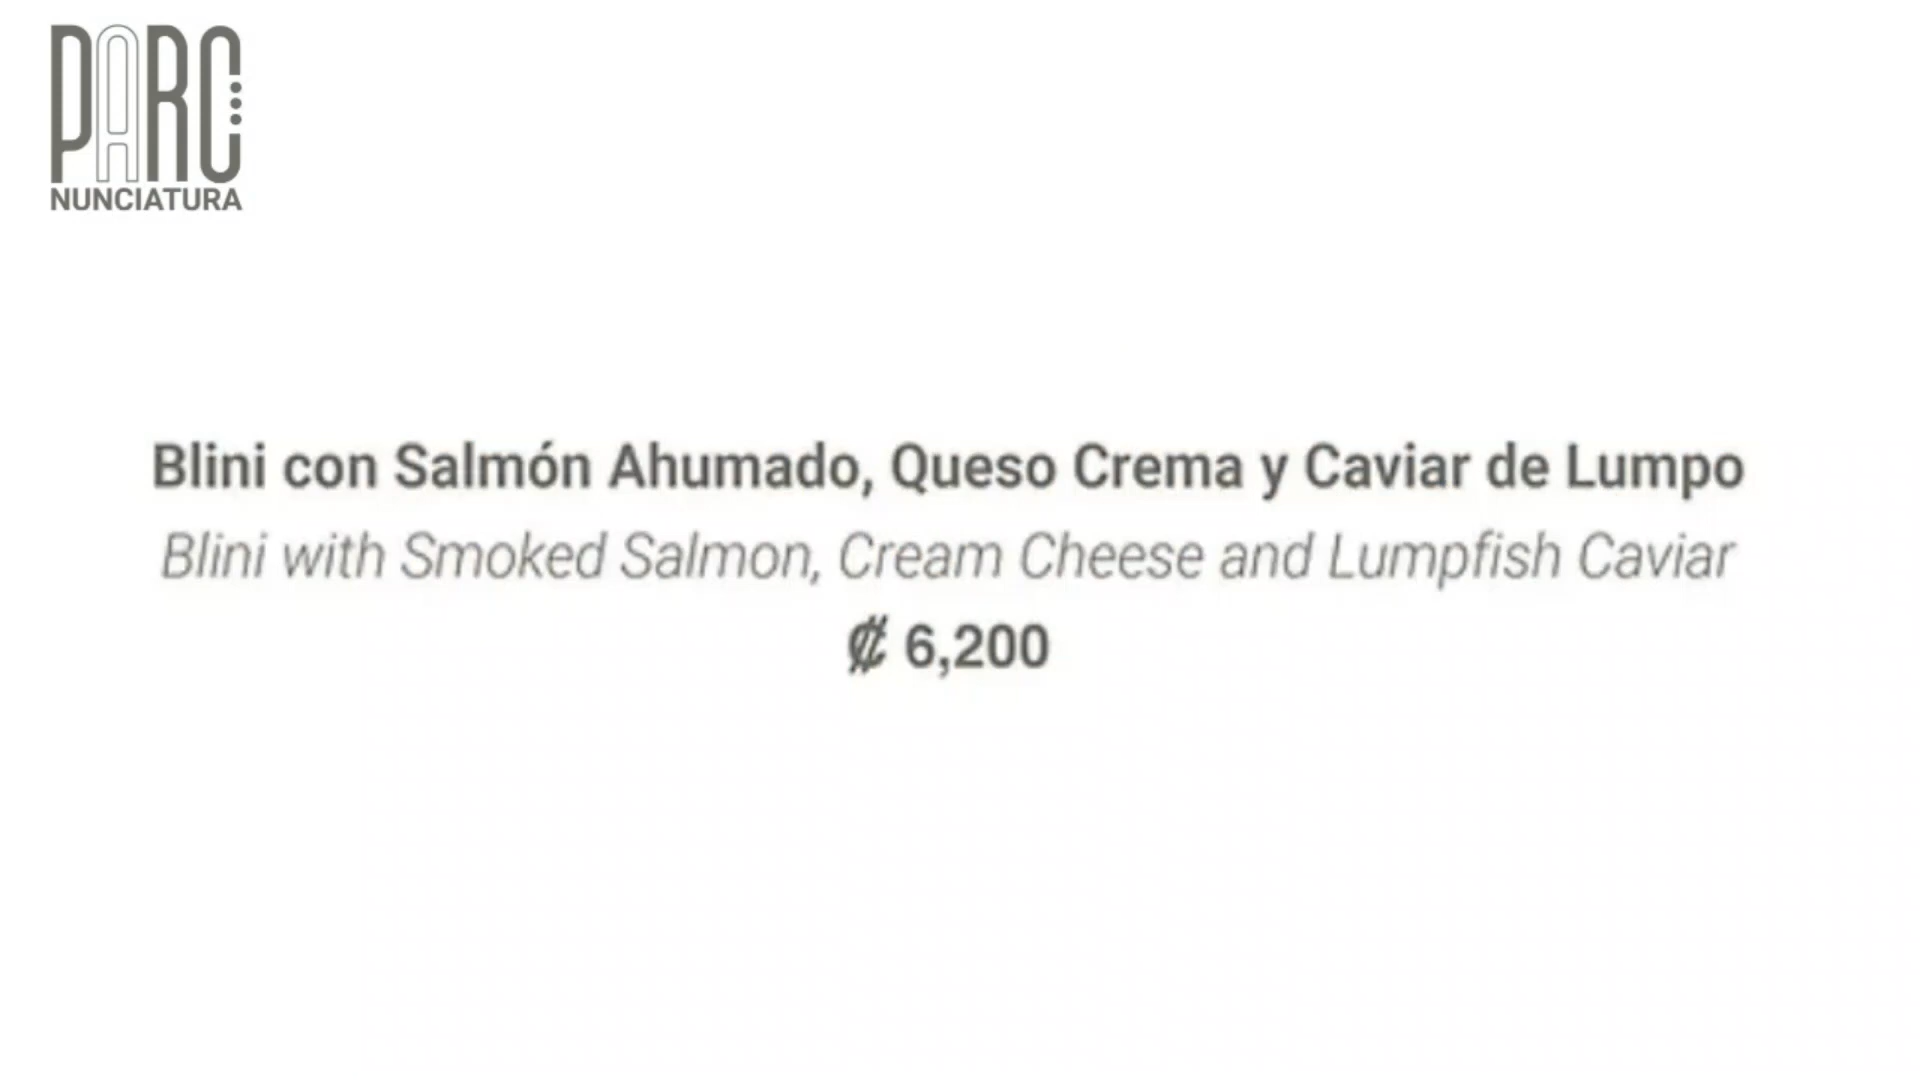 PARC
NUNCIATURA
Blini con Salmón Ahumado, Queso Crema y Caviar de Lumpo
Blini with Smoked Salmon, Cream Cheese and Lumpfish Caviar
₡ 6,200